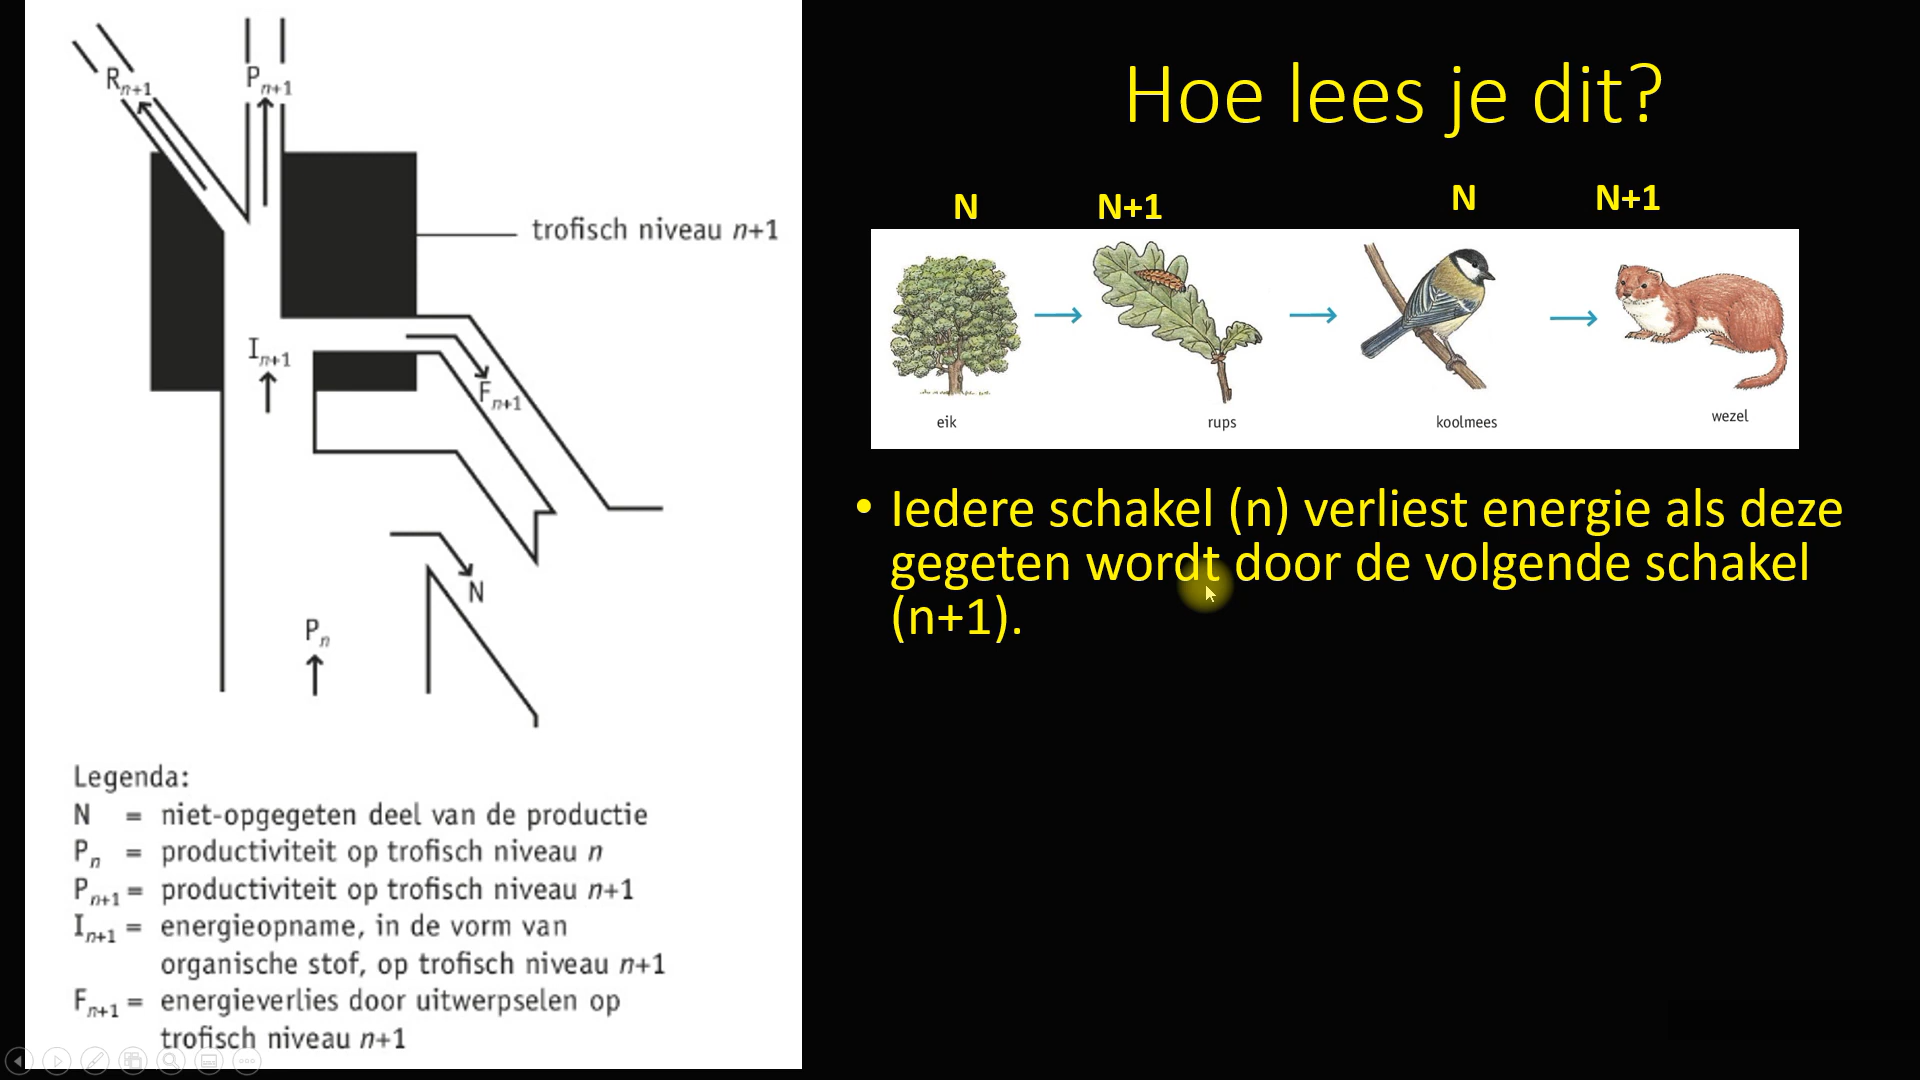 R n+1
P n+1
trofisch niveau n+1
I n+1
F n+1
N
P n
Legenda:
N = niet-opgegeten deel van de productie
P n = productiviteit op trofisch niveau n
P n+1 = productiviteit op trofisch niveau n+1
I n+1 = energieopname, in de vorm van
organische stof, op trofisch niveau n+1
F n+1 = energieverlies door uitwerpselen op
trofisch niveau n+1
Hoe lees je dit?
N N+1 N N+1
eik rups koolmees wezel
• Iedere schakel (n) verliest energie als deze
gegeten wordt door de volgende schakel
(n+1).